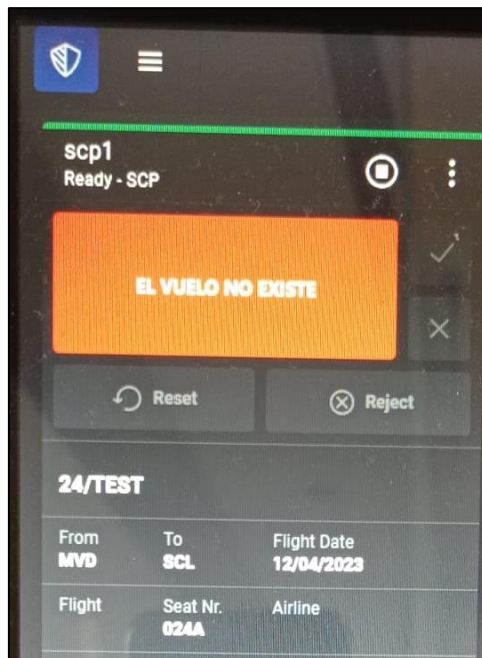 scp1
Ready - SCP
EL VUELO NO EXISTE
Reset Reject
24/TEST
From To Flight Date
MVD SCL 12/04/2023
Flight Seat Nr. Airline
024A